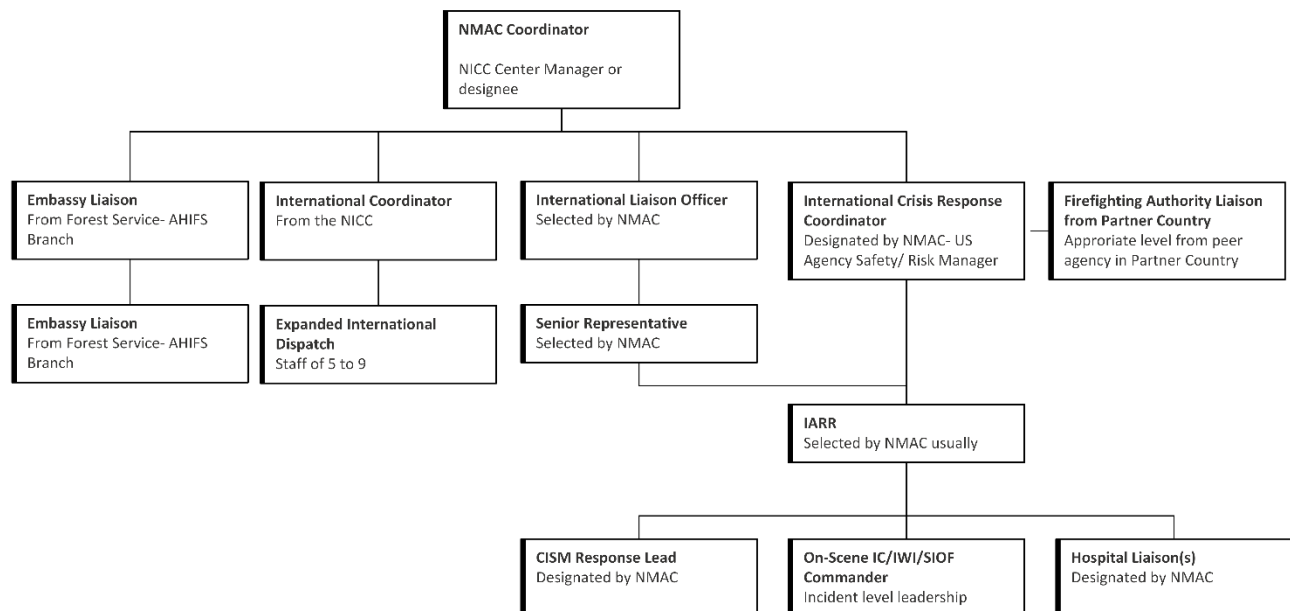 NMAC Coordinator
NICC Center Manager or
designee
Embassy Liaison
From Forest Service- AHIFS
Branch
International Coordinator
From the NICC
International Liaison Officer
Selected by NMAC
International Crisis Response
Coordinator
Designated by NMAC- US
Agency Safety/ Risk Manager
Firefighting Authority Liaison
from Partner Country
Approriate level from peer
agency in Partner Country
Embassy Liaison
From Forest Service- AHIFS
Branch
Expanded International
Dispatch
Staff of 5 to 9
Senior Representative
Selected by NMAC
IARR
Selected by NMAC usually
CISM Response Lead
Designated by NMAC
On-Scene IC/IWI/SIOF
Commander
Incident level leadership
Hospital Liaison(s)
Designated by NMAC